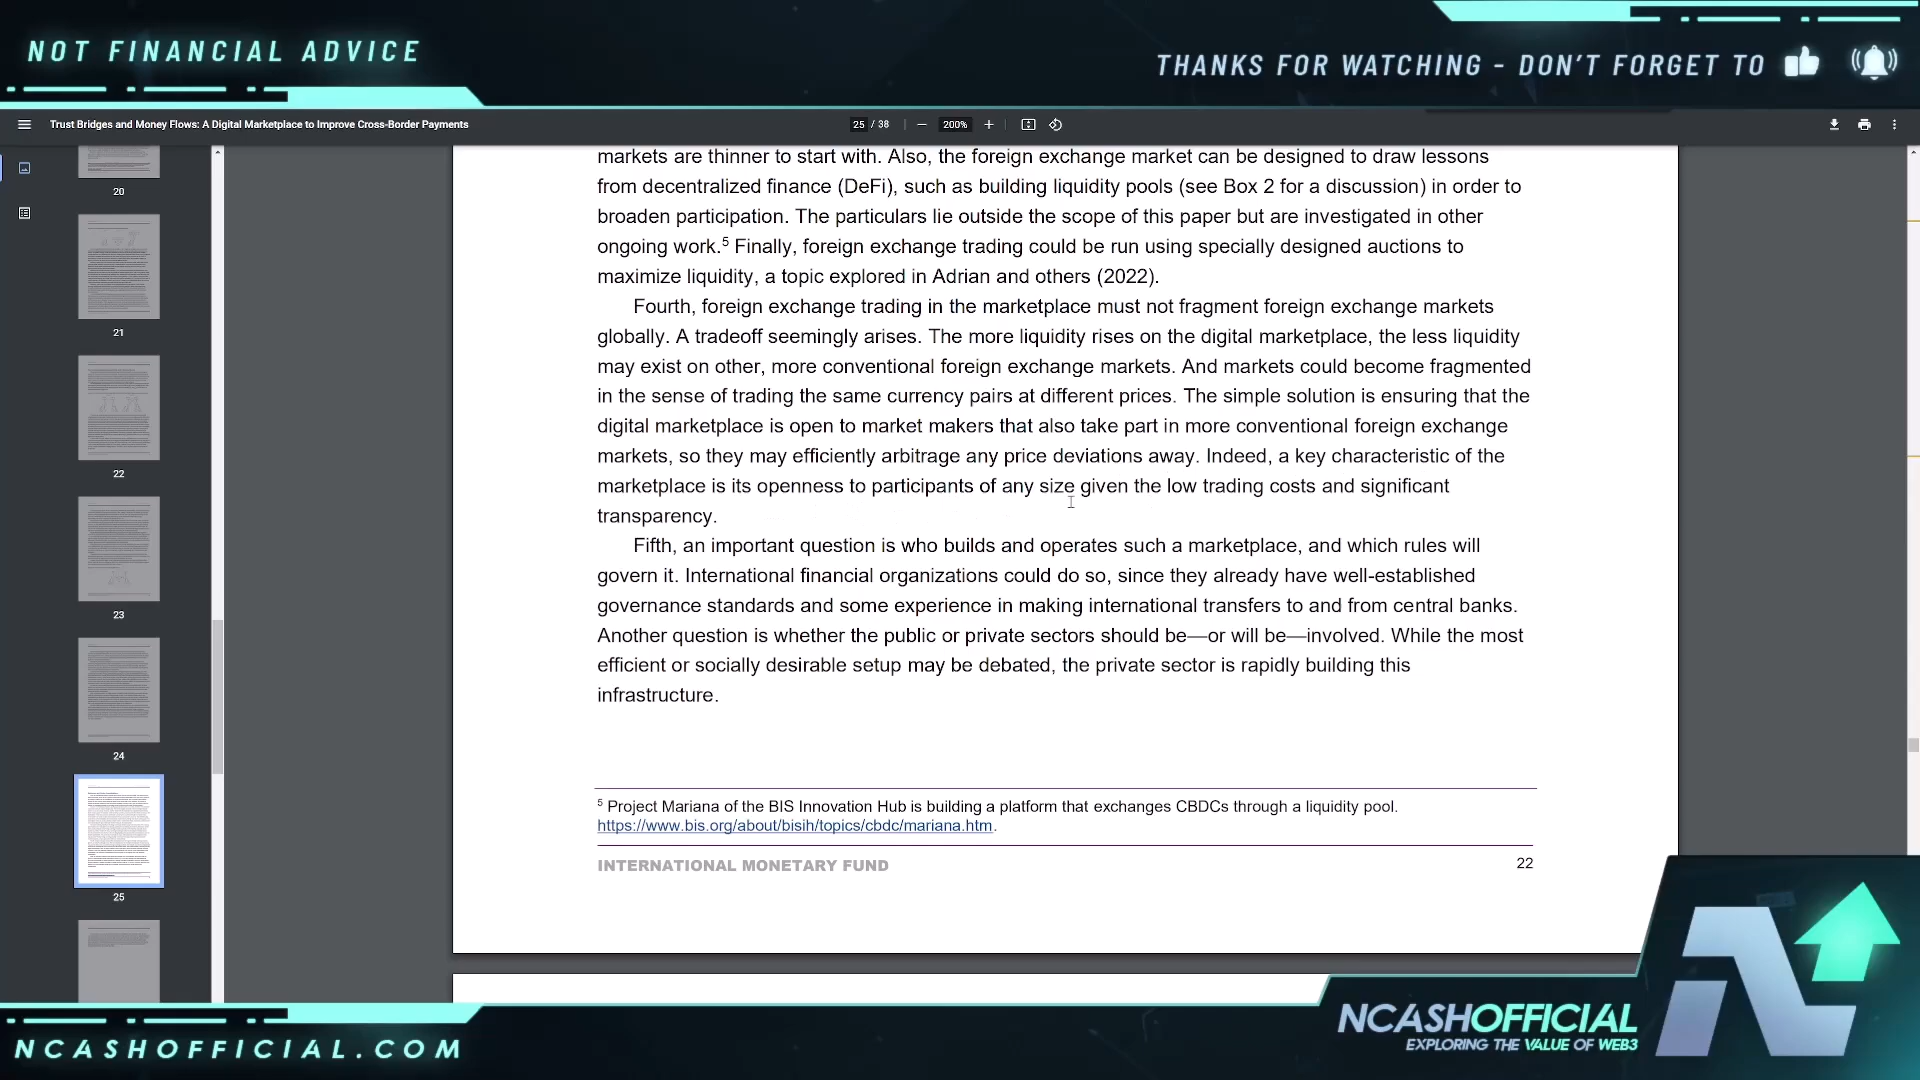 NOT FINANCIAL ADVICE
THANKS FOR WATCHING - DON'T FORGET TO
Trust Bridges and Money Flows: A Digital Marketplace to Improve Cross-Border Payments
25 / 38
200%
20
21
22
23
24
25
markets are thinner to start with. Also, the foreign exchange market can be designed to draw lessons
from decentralized finance (DeFi), such as building liquidity pools (see Box 2 for a discussion) in order to
broaden participation. The particulars lie outside the scope of this paper but are investigated in other
ongoing work.⁵ Finally, foreign exchange trading could be run using specially designed auctions to
maximize liquidity, a topic explored in Adrian and others (2022).
Fourth, foreign exchange trading in the marketplace must not fragment foreign exchange markets
globally. A tradeoff seemingly arises. The more liquidity rises on the digital marketplace, the less liquidity
may exist on other, more conventional foreign exchange markets. And markets could become fragmented
in the sense of trading the same currency pairs at different prices. The simple solution is ensuring that the
digital marketplace is open to market makers that also take part in more conventional foreign exchange
markets, so they may efficiently arbitrage any price deviations away. Indeed, a key characteristic of the
marketplace is its openness to participants of any size given the low trading costs and significant
transparency.
Fifth, an important question is who builds and operates such a marketplace, and which rules will
govern it. International financial organizations could do so, since they already have well-established
governance standards and some experience in making international transfers to and from central banks.
Another question is whether the public or private sectors should be—or will be—involved. While the most
efficient or socially desirable setup may be debated, the private sector is rapidly building this
infrastructure.
⁵ Project Mariana of the BIS Innovation Hub is building a platform that exchanges CBDCs through a liquidity pool.
https://www.bis.org/about/bisih/topics/cbdc/mariana.htm.
INTERNATIONAL MONETARY FUND
22
NCASHOFFICIAL.COM
NCASHOFFICIAL
EXPLORING THE VALUE OF WEB3